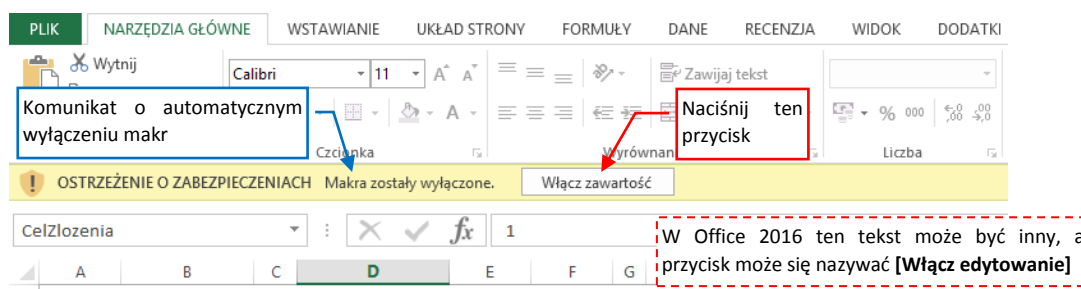 PLIK NARZĘDZIA GŁÓWNE WSTAWIANIE UKŁAD STRONY FORMUŁY DANE RECENZJA WIDOK DODATKI
Wytnij
Calibri 11 A A Zawijaj tekst
Komunikat o automatycznym
wyłączeniu makr
Naciśnij ten
przycisk
A % 000 ,00 ,0
Czcionka Liczba
OSTRZEŻENIE O ZABEZPIECZENIACH Makra zostały wyłączone. Włącz zawartość
CelZlozenia fx 1
W Office 2016 ten tekst może być inny, a
przycisk może się nazywać [Włącz edytowanie]
A B C D E F G